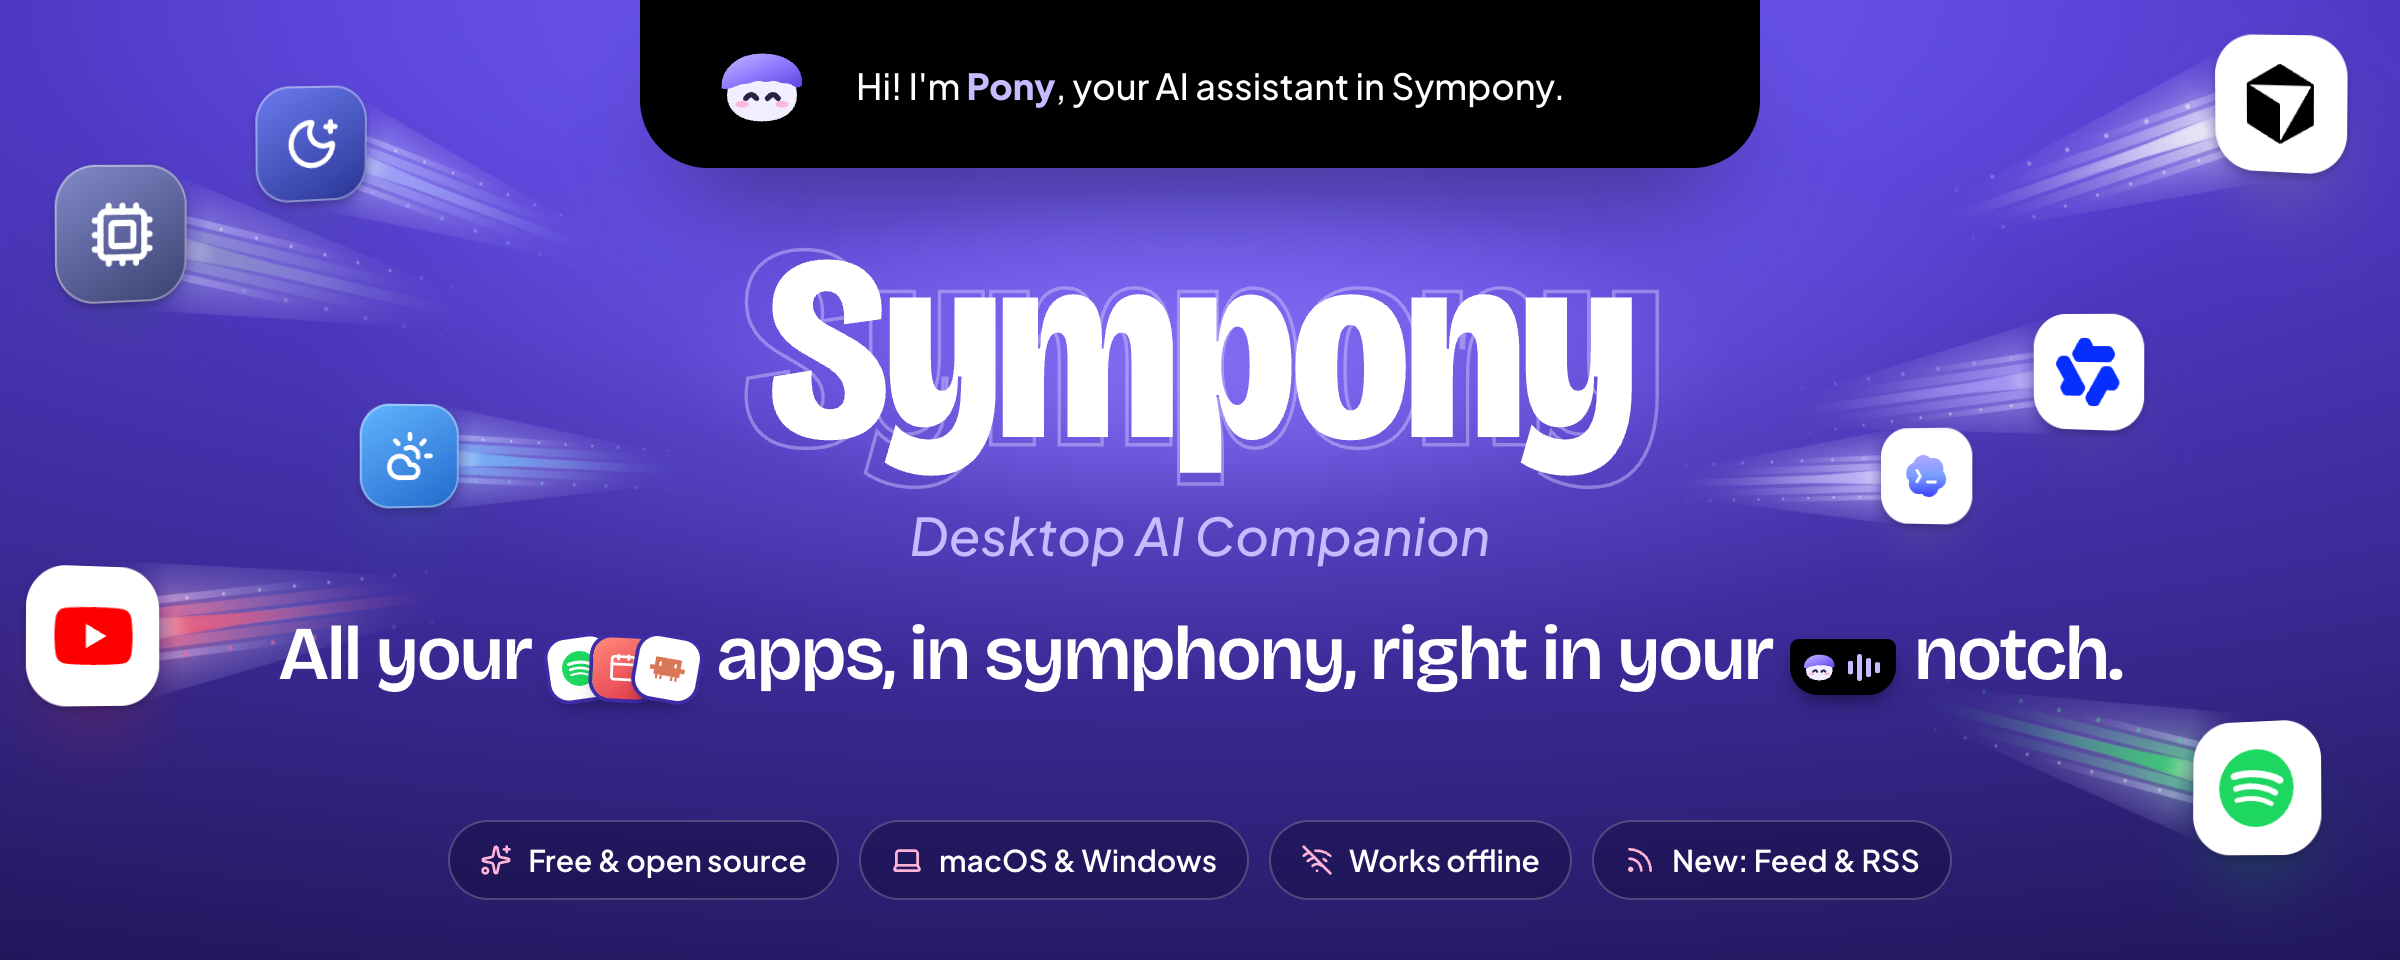 Hi! I'm Pony, your AI assistant in Sympony.
Sympony
Desktop AI Companion
All your apps, in symphony, right in your notch.
Free & open source
macOS & Windows
Works offline
New: Feed & RSS